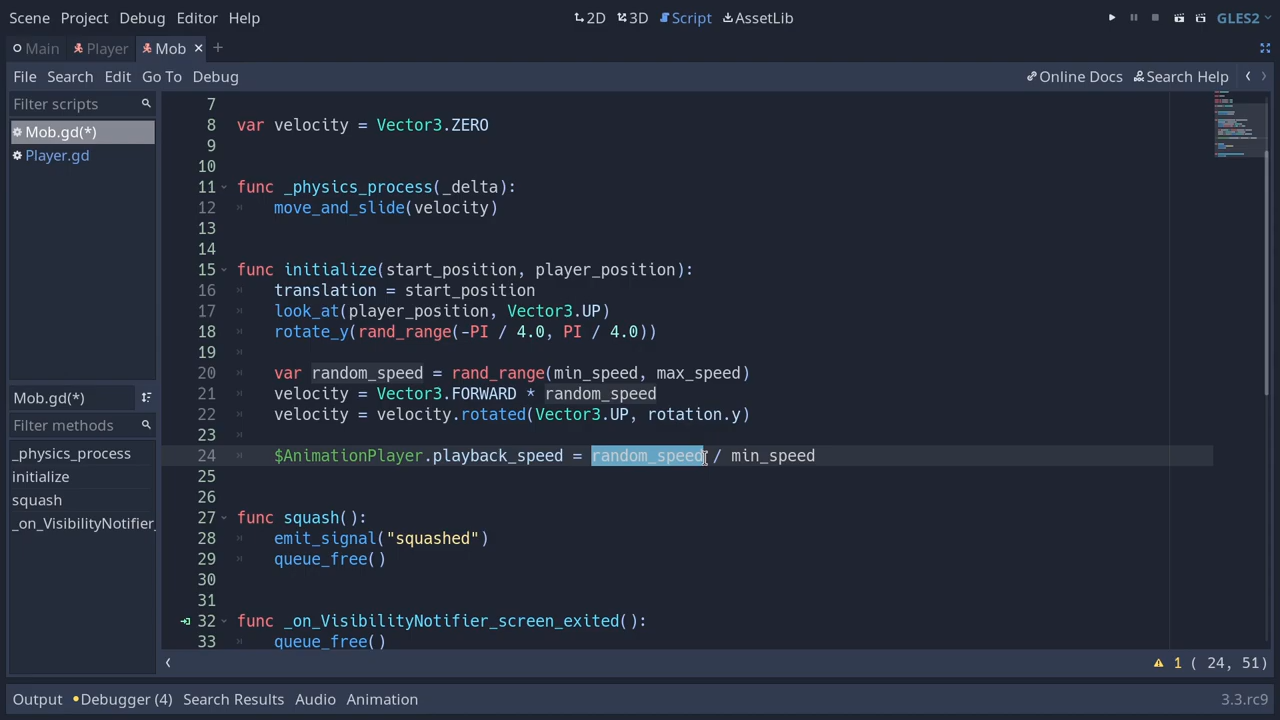 Scene Project Debug Editor Help 2D 3D Script AssetLib GLES2
Main Player Mob
File Search Edit Go To Debug Online Docs Search Help
Filter scripts
Mob.gd(*)
Player.gd
Mob.gd(*)
Filter methods
_physics_process
initialize
squash
_on_VisibilityNotifier_
7
8 var velocity = Vector3.ZERO
9
10
11 func _physics_process(_delta):
12 move_and_slide(velocity)
13
14
15 func initialize(start_position, player_position):
16 translation = start_position
17 look_at(player_position, Vector3.UP)
18 rotate_y(rand_range(-PI / 4.0, PI / 4.0))
19
20 var random_speed = rand_range(min_speed, max_speed)
21 velocity = Vector3.FORWARD * random_speed
22 velocity = velocity.rotated(Vector3.UP, rotation.y)
23
24 $AnimationPlayer.playback_speed = random_speed / min_speed
25
26
27 func squash():
28 emit_signal("squashed")
29 queue_free()
30
31
32 func _on_VisibilityNotifier_screen_exited():
33 queue_free()
1 ( 24, 51)
Output Debugger (4) Search Results Audio Animation 3.3.rc9